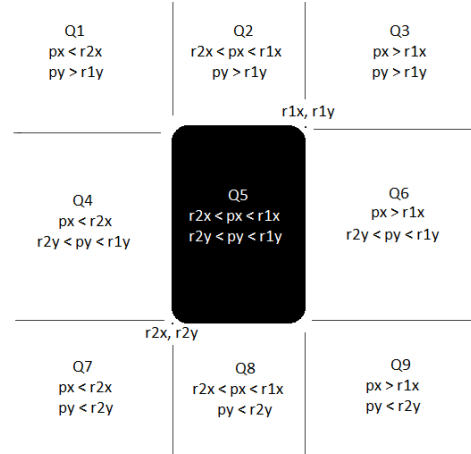 Q1
px < r2x
py > r1y
Q2
r2x < px < r1x
py > r1y
Q3
px > r1x
py > r1y
r1x, r1y
Q4
px < r2x
r2y < py < r1y
Q5
r2x < px < r1x
r2y < py < r1y
Q6
px > r1x
r2y < py < r1y
r2x, r2y
Q7
px < r2x
py < r2y
Q8
r2x < px < r1x
py < r2y
Q9
px > r1x
py < r2y